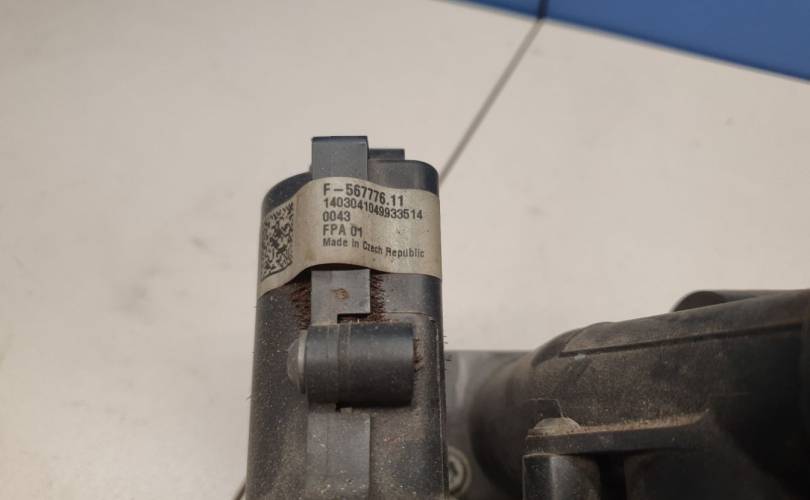 F-567776.11
1403041049933514
0043
FPA 01
Made in Czech Republic